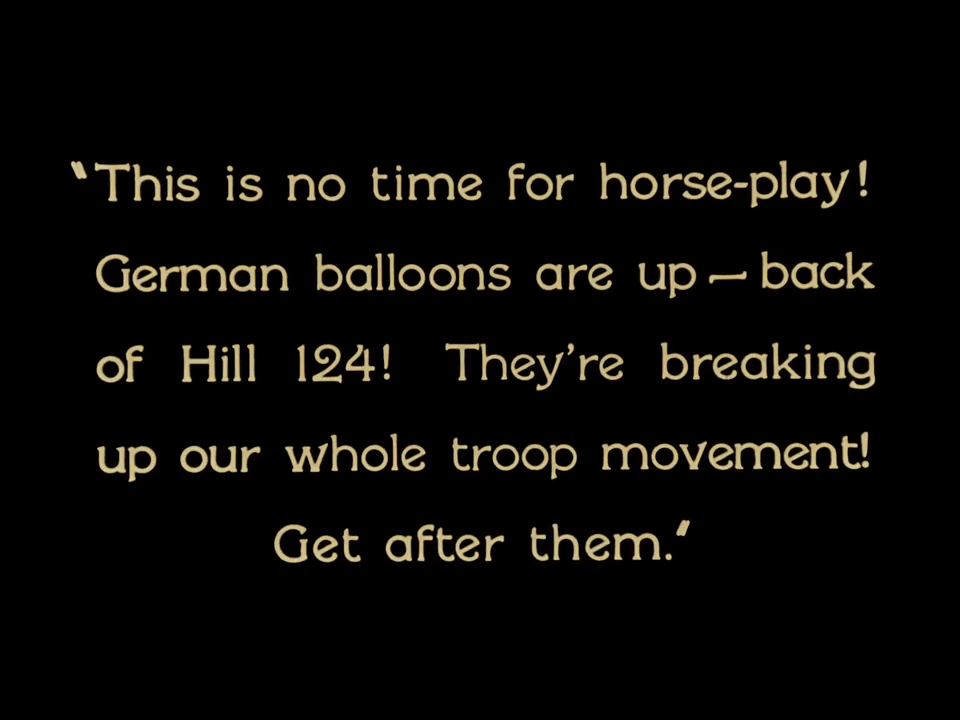 "This is no time for horse-play!
German balloons are up — back
of Hill 124! They're breaking
up our whole troop movement!
Get after them."